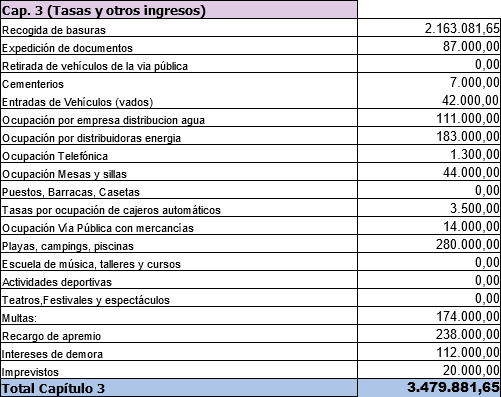 Cap. 3 (Tasas y otros ingresos)
Recogida de basuras 2.163.081,65
Expedición de documentos 87.000,00
Retirada de vehículos de la via pública 0,00
Cementerios 7.000,00
Entradas de Vehículos (vados) 42.000,00
Ocupación por empresa distribucion agua 111.000,00
Ocupación por distribuidoras energia 183.000,00
Ocupación Telefónica 1.300,00
Ocupación Mesas y sillas 44.000,00
Puestos, Barracas, Casetas 0,00
Tasas por ocupación de cajeros automáticos 3.500,00
Ocupación Vía Pública con mercancías 14.000,00
Playas, campings, piscinas 280.000,00
Escuela de música, talleres y cursos 0,00
Actividades deportivas 0,00
Teatros,Festivales y espectáculos 0,00
Multas: 174.000,00
Recargo de apremio 238.000,00
Intereses de demora 112.000,00
Imprevistos 20.000,00
Total Capítulo 3 3.479.881,65